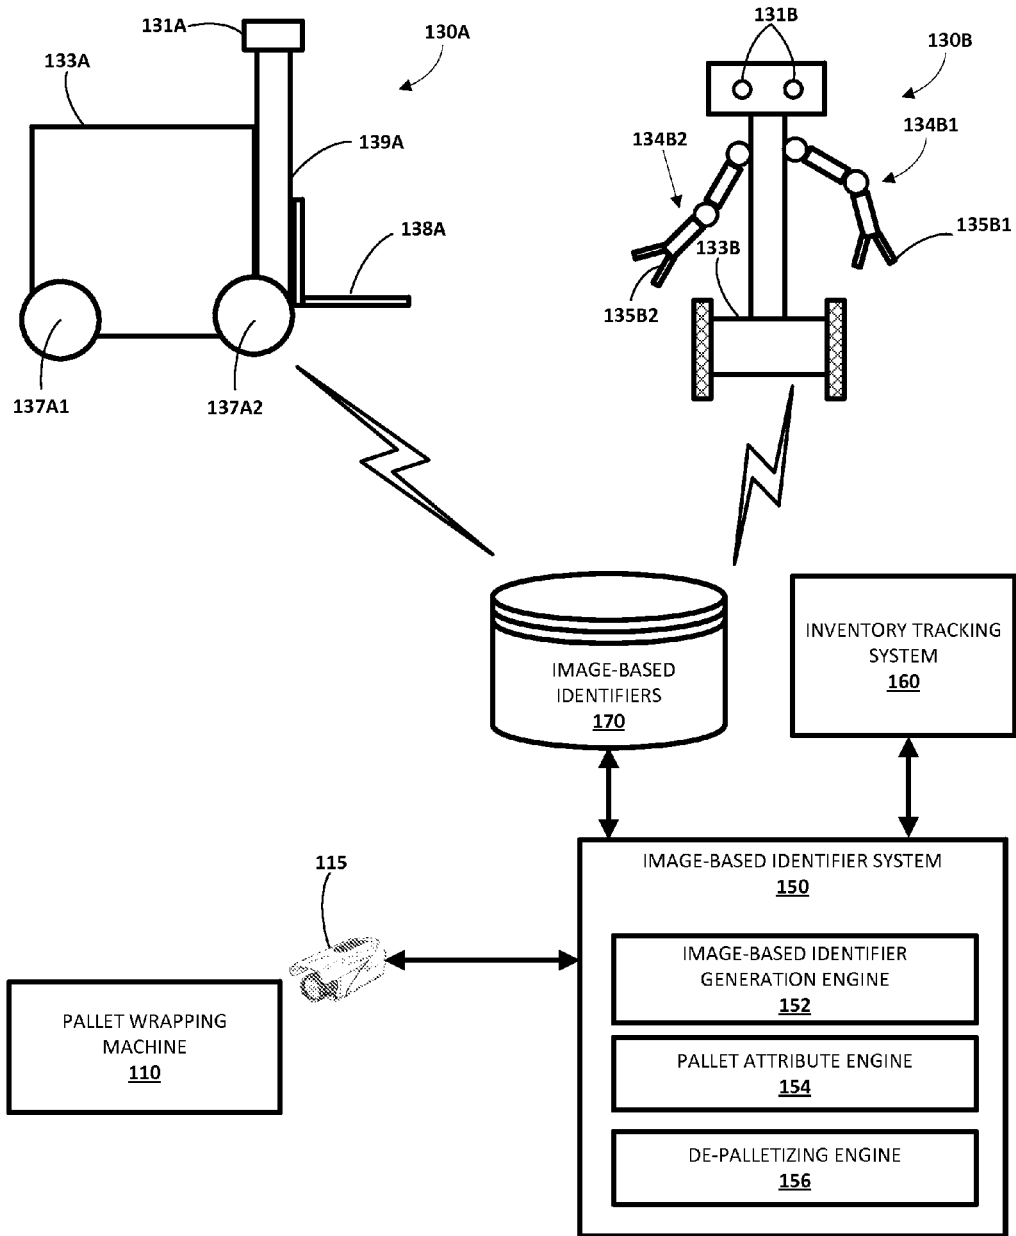 131A
133A
130A
139A
138A
137A1
137A2
131B
130B
134B2
134B1
133B
135B1
135B2
IMAGE-BASED
IDENTIFIERS
170
INVENTORY TRACKING
SYSTEM
160
115
PALLET WRAPPING
MACHINE
110
IMAGE-BASED IDENTIFIER SYSTEM
150
IMAGE-BASED IDENTIFIER
GENERATION ENGINE
152
PALLET ATTRIBUTE ENGINE
154
DE-PALLETIZING ENGINE
156